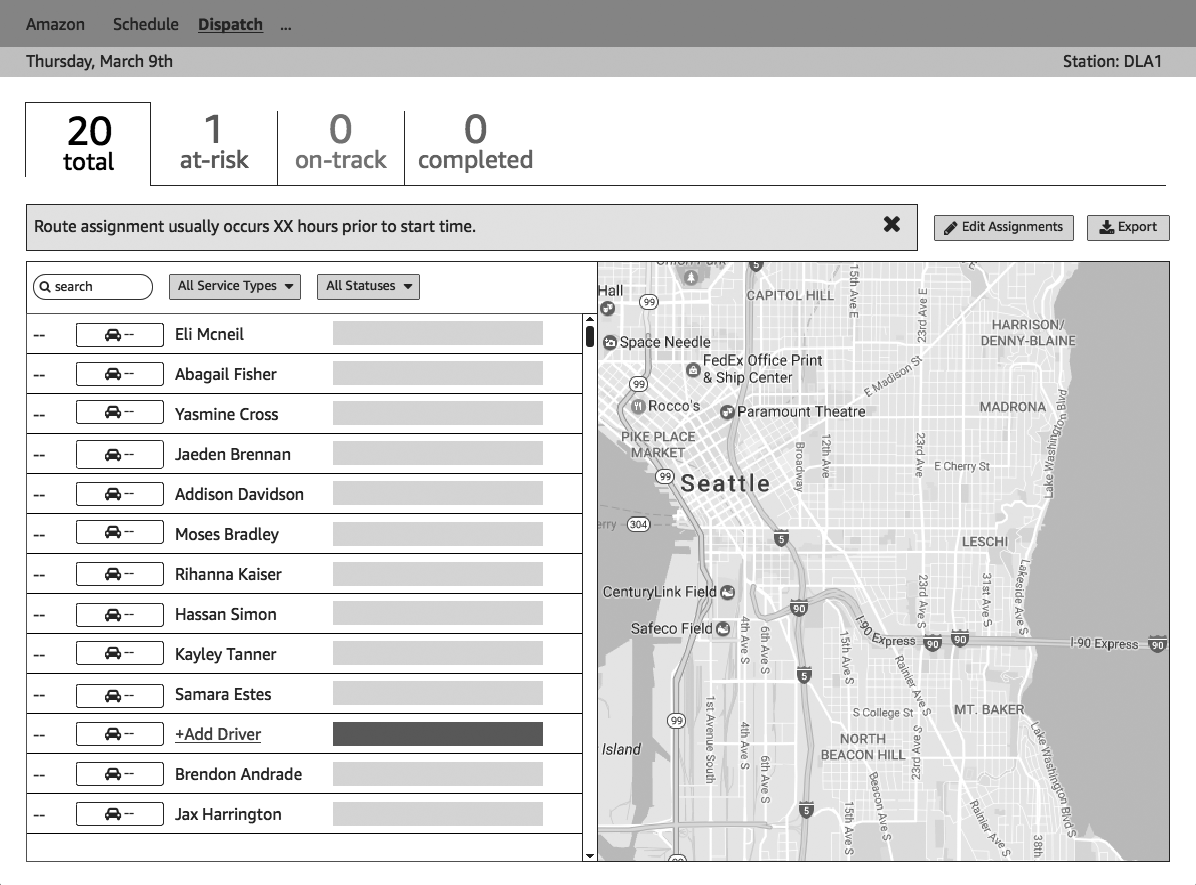 Amazon Schedule Dispatch ...
Thursday, March 9th Station: DLA1
20 1 0 0
total at-risk on-track completed
Route assignment usually occurs XX hours prior to start time.
Edit Assignments Export
search All Service Types All Statuses
-- -- Eli Mcneil
-- -- Abagail Fisher
-- -- Yasmine Cross
-- -- Jaeden Brennan
-- -- Addison Davidson
-- -- Moses Bradley
-- -- Rihanna Kaiser
-- -- Hassan Simon
-- -- Kayley Tanner
-- -- Samara Estes
-- -- +Add Driver
-- -- Brendon Andrade
-- -- Jax Harrington
5
Hall
99
CAPITOL HILL
15th Ave E
23rd Ave E
HARRISON/
DENNY-BLAINE
Space Needle
FedEx Office Print
& Ship Center
E Madison St
99
Rocco's
Paramount Theatre
MADRONA
Lake Washington Blvd
PIKE PLACE
MARKET
Broadway
12th Ave
23rd Ave
E Cherry St
99
Seattle
304
5
LESCHI
CenturyLink Field
90
23rd Ave S
31st Ave S
Lakeside Ave S
Safeco Field
4th Ave S
6th Ave S
15th Ave S
I-90 Express
90
90
I-90 Express
90
5
Rainier Ave S
99
1st Avenue South
4th Ave S
6th Ave S
S College St
MT. BAKER
Island
NORTH
BEACON HILL
23rd Ave S
Lake Washington Blvd S
5
15th Ave S
Beacon Ave S
Rainier Ave S
38th
99